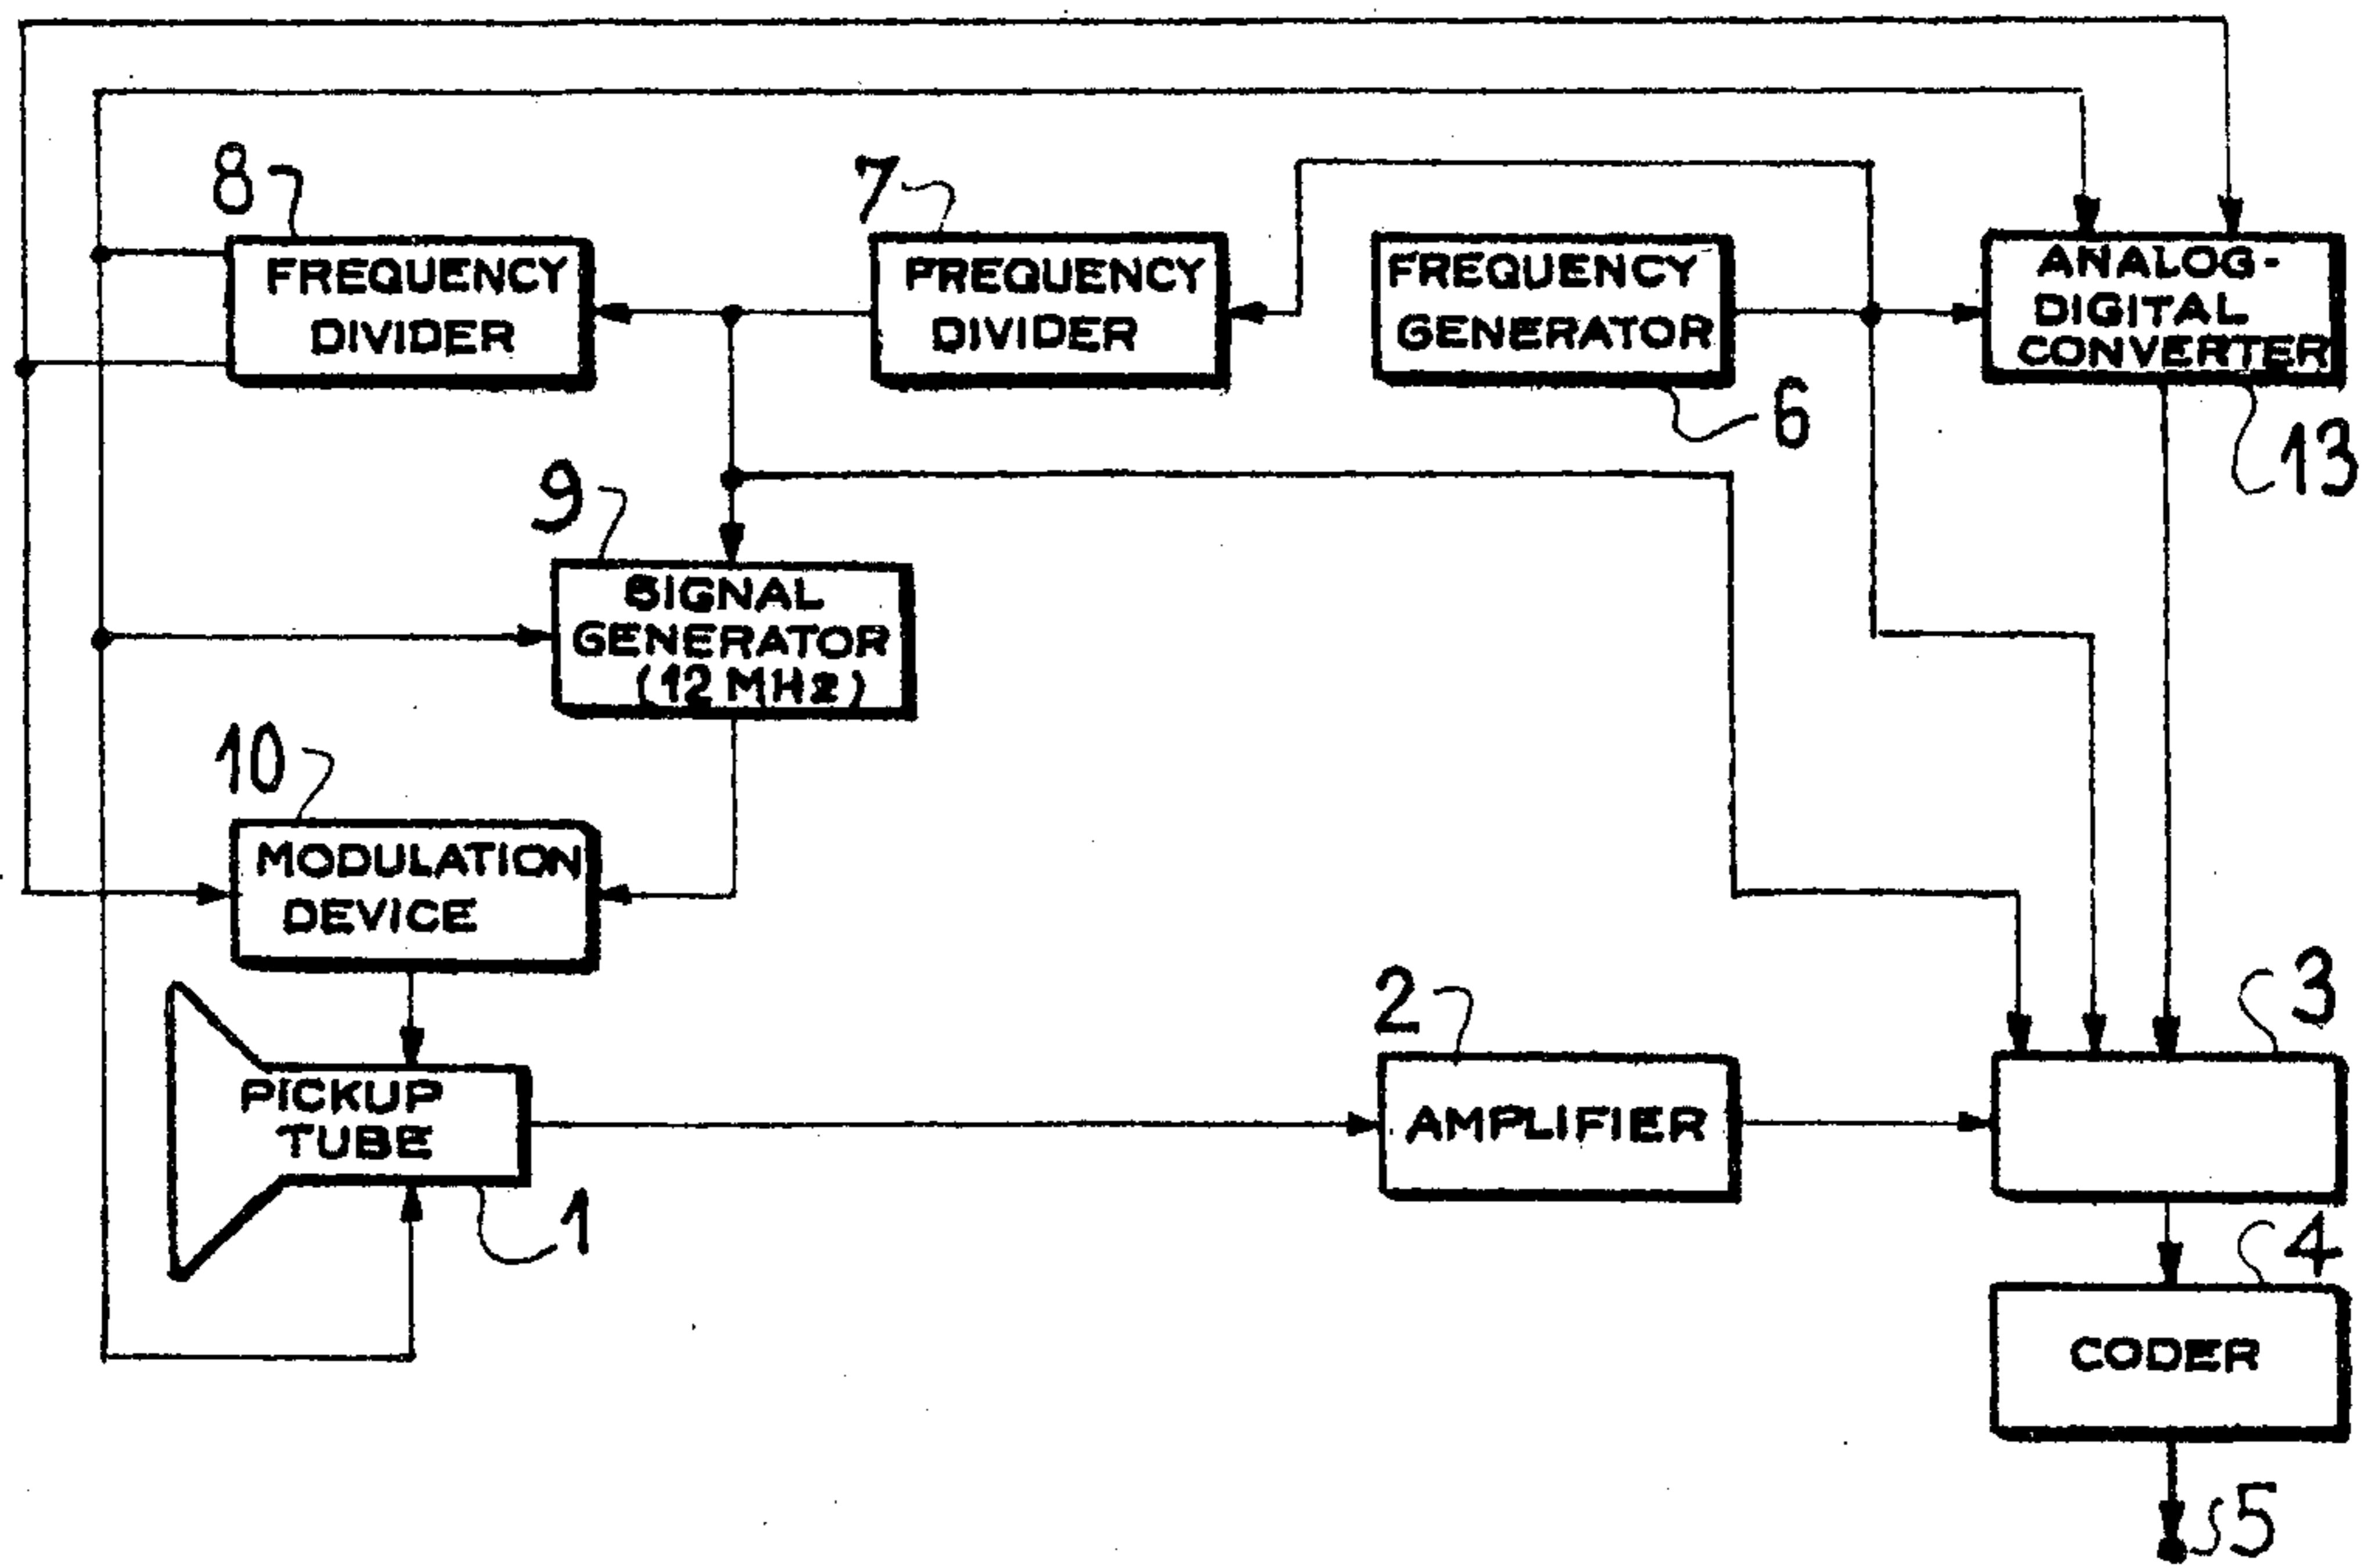 8
7
FREQUENCY
DIVIDER
FREQUENCY
DIVIDER
FREQUENCY
GENERATOR
ANALOG-
DIGITAL
CONVERTER
6
13
9
SIGNAL
GENERATOR
(12 MHz)
10
MODULATION
DEVICE
2
3
PICKUP
TUBE
AMPLIFIER
1
4
CODER
5